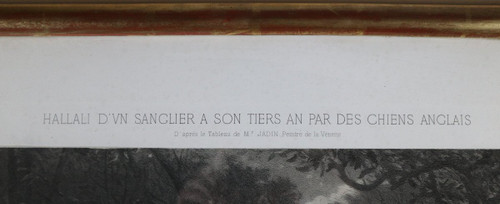 HALLALI D'VN SANGLIER A SON TIERS AN PAR DES CHIENS ANGLAIS
D'après le Tableau de Mr JADIN, Peintre de la Vénerie